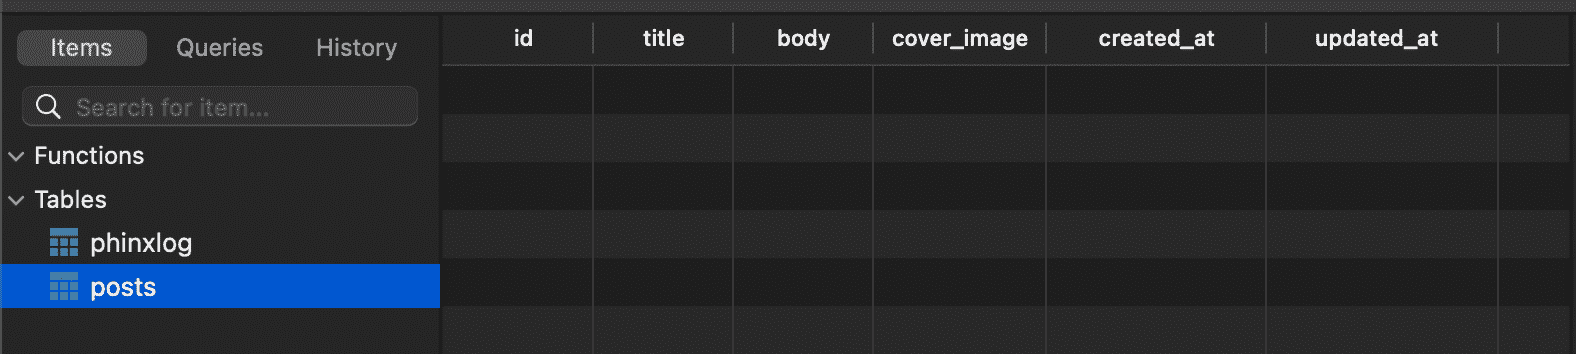 Items Queries History
Search for item...
Functions
Tables
phinxlog
posts
id title body cover_image created_at updated_at